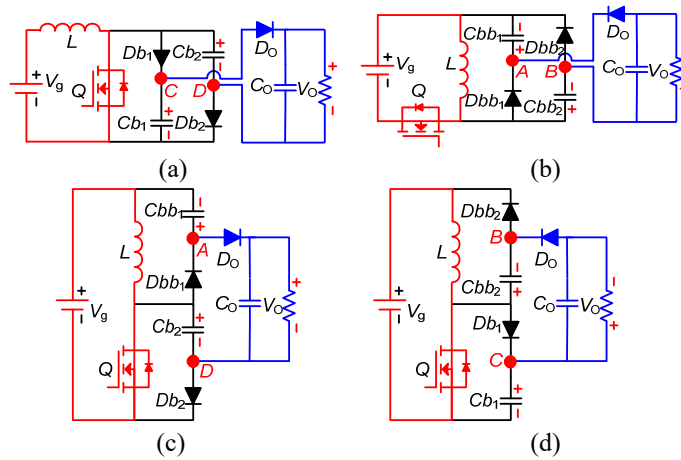 L
Db1
Cb2
+
−
DO
+
Vg
−
Q
C
D
CO
VO
+
−
+
−
Cb1
Db2
(a)
−
Cbb1
+
Dbb2
DO
+
Vg
−
L
A
B
CO
VO
−
+
Q
Dbb1
Cbb2
+
−
(b)
Cbb1
−
+
L
A
DO
Dbb1
+
Vg
−
Cb2
+
−
CO
VO
+
−
Q
D
Db2
(c)
Dbb2
B
L
DO
Cbb2
−
+
+
Vg
−
Db1
CO
VO
−
+
Q
C
Cb1
+
−
(d)